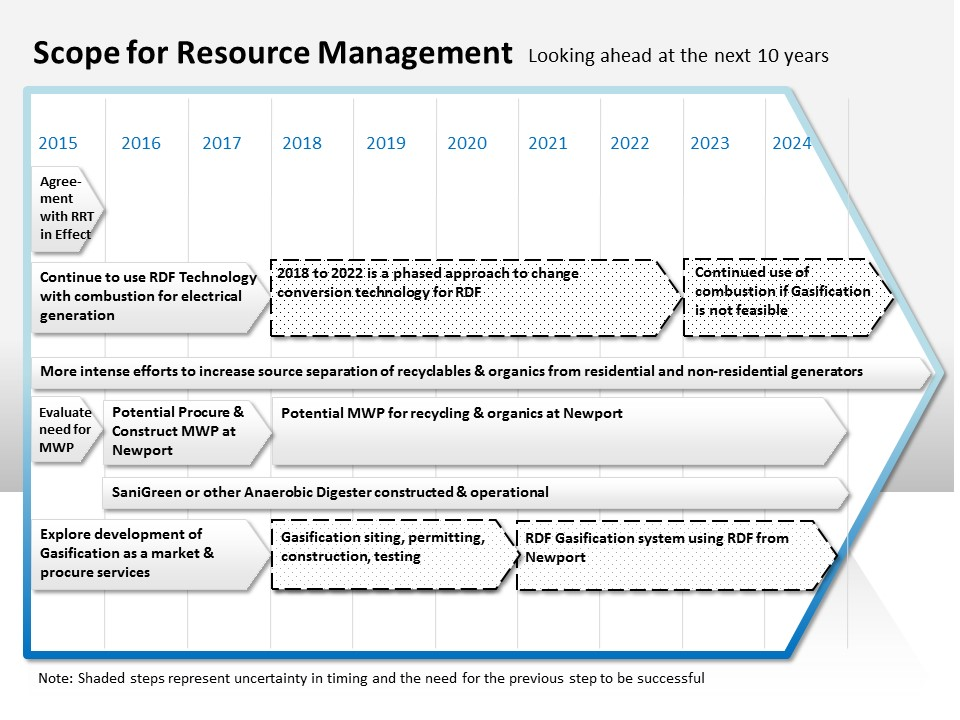 Scope for Resource Management Looking ahead at the next 10 years
2015 2016 2017 2018 2019 2020 2021 2022 2023 2024
Agree-
ment
with RRT
in Effect
Continue to use RDF Technology
with combustion for electrical
generation
2018 to 2022 is a phased approach to change
conversion technology for RDF
Continued use of
combustion if Gasification
is not feasible
More intense efforts to increase source separation of recyclables & organics from residential and non-residential generators
Evaluate
need for
MWP
Potential Procure &
Construct MWP at
Newport
Potential MWP for recycling & organics at Newport
SaniGreen or other Anaerobic Digester constructed & operational
Explore development of
Gasification as a market &
procure services
Gasification siting, permitting,
construction, testing
RDF Gasification system using RDF from
Newport
Note: Shaded steps represent uncertainty in timing and the need for the previous step to be successful